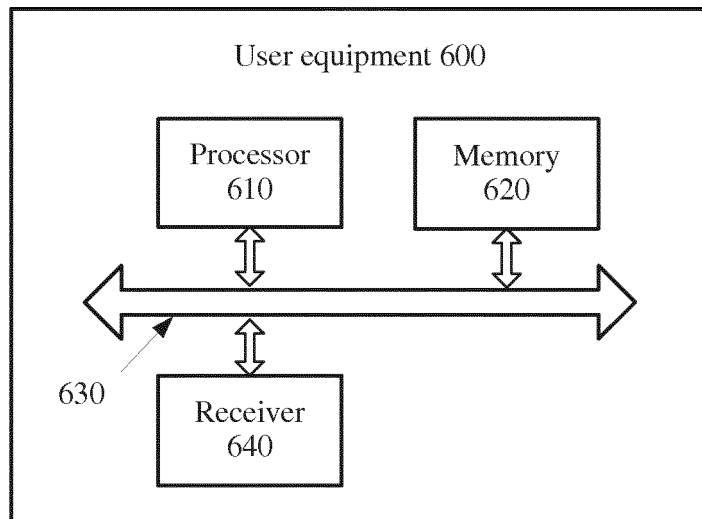 User equipment 600
Processor
610
Memory
620
630
Receiver
640